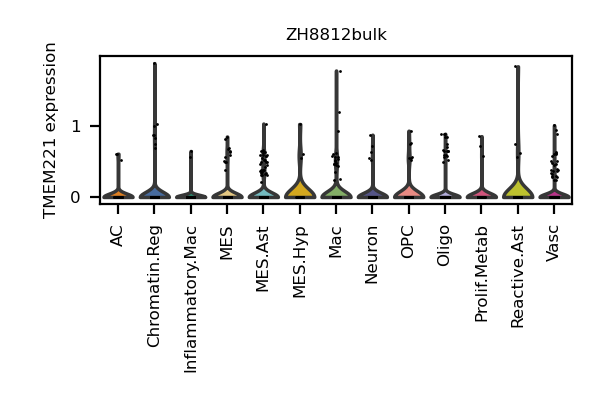 ZH8812bulk
TMEM221 expression
1
0
AC
Chromatin.Reg
Inflammatory.Mac
MES
MES.Ast
MES.Hyp
Mac
Neuron
OPC
Oligo
Prolif.Metab
Reactive.Ast
Vasc